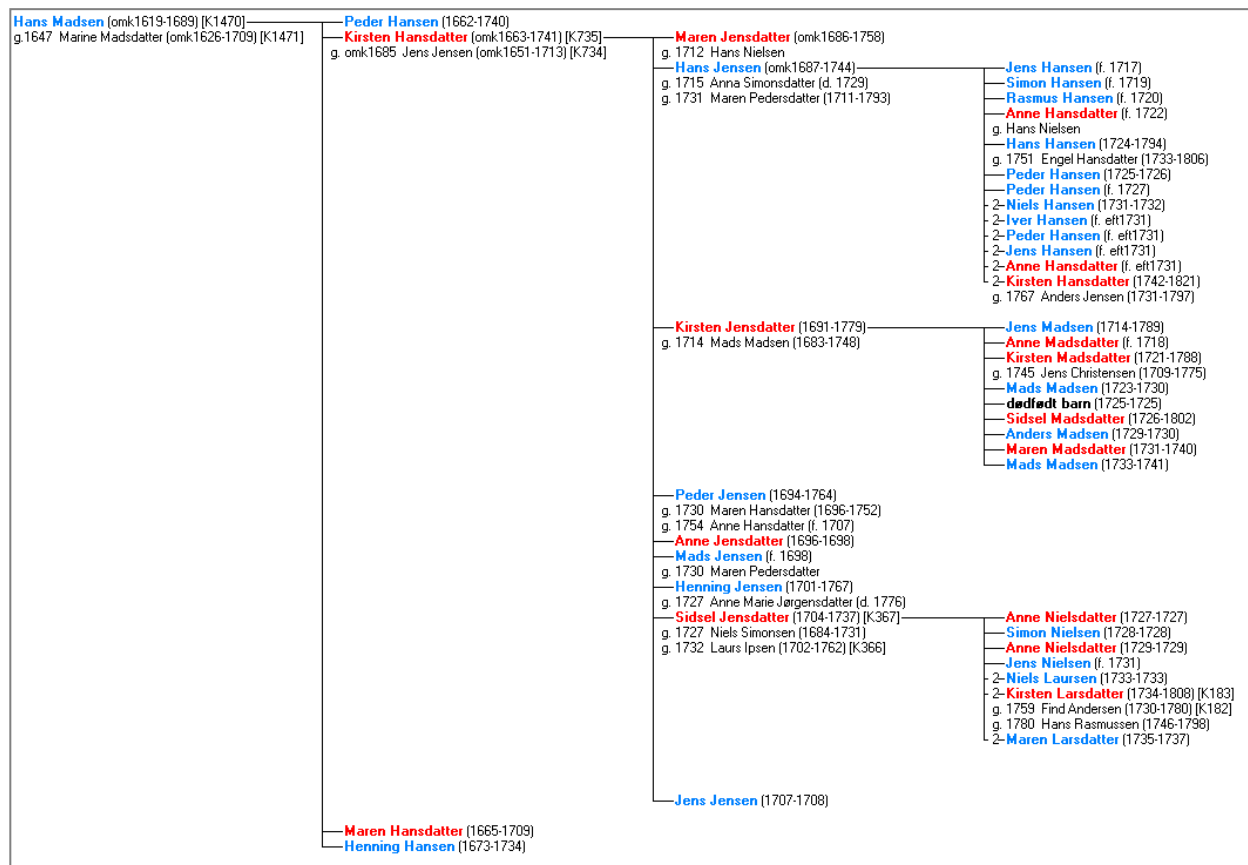 Hans Madsen (omk1619-1689) [K1470]
g.1647 Marine Madsdatter (omk1626-1709) [K1471]
Peder Hansen (1662-1740)
Kirsten Hansdatter (omk1663-1741) [K735]
g. omk1685 Jens Jensen (omk1651-1713) [K734]
Maren Jensdatter (omk1686-1758)
g. 1712 Hans Nielsen
Hans Jensen (omk1687-1744)
g. 1715 Anna Simonsdatter (d. 1729)
g. 1731 Maren Pedersdatter (1711-1793)
Jens Hansen (f. 1717)
Simon Hansen (f. 1719)
Rasmus Hansen (f. 1720)
Anne Hansdatter (f. 1722)
g. Hans Nielsen
Hans Hansen (1724-1794)
g. 1751 Engel Hansdatter (1733-1806)
Peder Hansen (1725-1726)
Peder Hansen (f. 1727)
2 Niels Hansen (1731-1732)
2 Iver Hansen (f. eft1731)
2 Peder Hansen (f. eft1731)
2 Jens Hansen (f. eft1731)
2 Anne Hansdatter (f. eft1731)
2 Kirsten Hansdatter (1742-1821)
g. 1767 Anders Jensen (1731-1797)
Kirsten Jensdatter (1691-1779)
g. 1714 Mads Madsen (1683-1748)
Jens Madsen (1714-1789)
Anne Madsdatter (f. 1718)
Kirsten Madsdatter (1721-1788)
g. 1745 Jens Christensen (1709-1775)
Mads Madsen (1723-1730)
dødfødt barn (1725-1725)
Sidsel Madsdatter (1726-1802)
Anders Madsen (1729-1730)
Maren Madsdatter (1731-1740)
Mads Madsen (1733-1741)
Peder Jensen (1694-1764)
g. 1730 Maren Hansdatter (1696-1752)
g. 1754 Anne Hansdatter (f. 1707)
Anne Jensdatter (1696-1698)
Mads Jensen (f. 1698)
g. 1730 Maren Pedersdatter
Henning Jensen (1701-1767)
g. 1727 Anne Marie Jørgensdatter (d. 1776)
Sidsel Jensdatter (1704-1737) [K367]
g. 1727 Niels Simonsen (1684-1731)
g. 1732 Laurs Ipsen (1702-1762) [K366]
Anne Nielsdatter (1727-1727)
Simon Nielsen (1728-1728)
Anne Nielsdatter (1729-1729)
Jens Nielsen (f. 1731)
2 Niels Laursen (1733-1733)
2 Kirsten Larsdatter (1734-1808) [K183]
g. 1759 Find Andersen (1730-1780) [K182]
g. 1780 Hans Rasmussen (1746-1798)
2 Maren Larsdatter (1735-1737)
Jens Jensen (1707-1708)
Maren Hansdatter (1665-1709)
Henning Hansen (1673-1734)